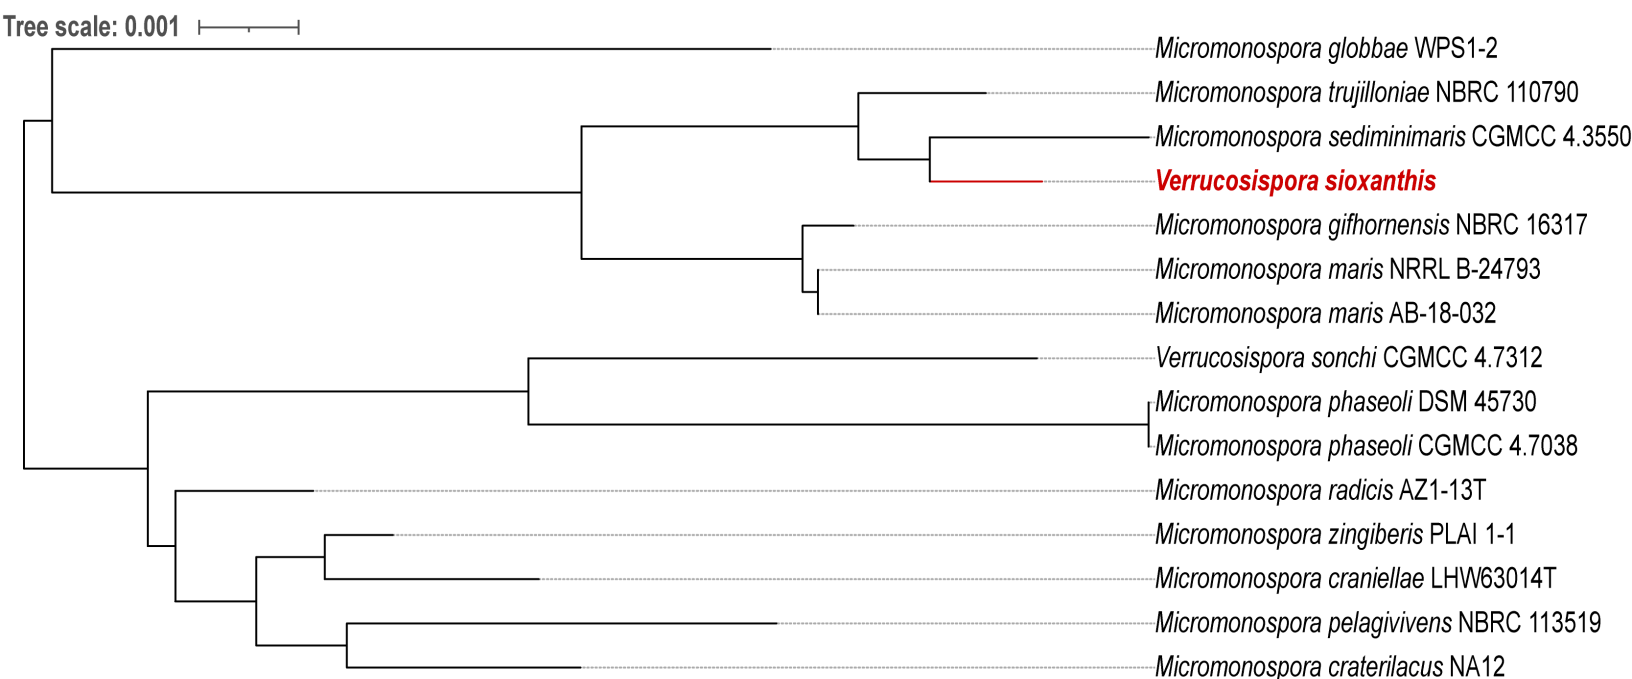 Tree scale: 0.001
Micromonospora globbae WPS1-2
Micromonospora trujilloniae NBRC 110790
Micromonospora sediminimaris CGMCC 4.3550
Verrucosispora sioxanthis
Micromonospora gifhornensis NBRC 16317
Micromonospora maris NRRL B-24793
Micromonospora maris AB-18-032
Verrucosispora sonchi CGMCC 4.7312
Micromonospora phaseoli DSM 45730
Micromonospora phaseoli CGMCC 4.7038
Micromonospora radicis AZ1-13T
Micromonospora zingiberis PLAI 1-1
Micromonospora craniellae LHW63014T
Micromonospora pelagivivens NBRC 113519
Micromonospora craterilacus NA12